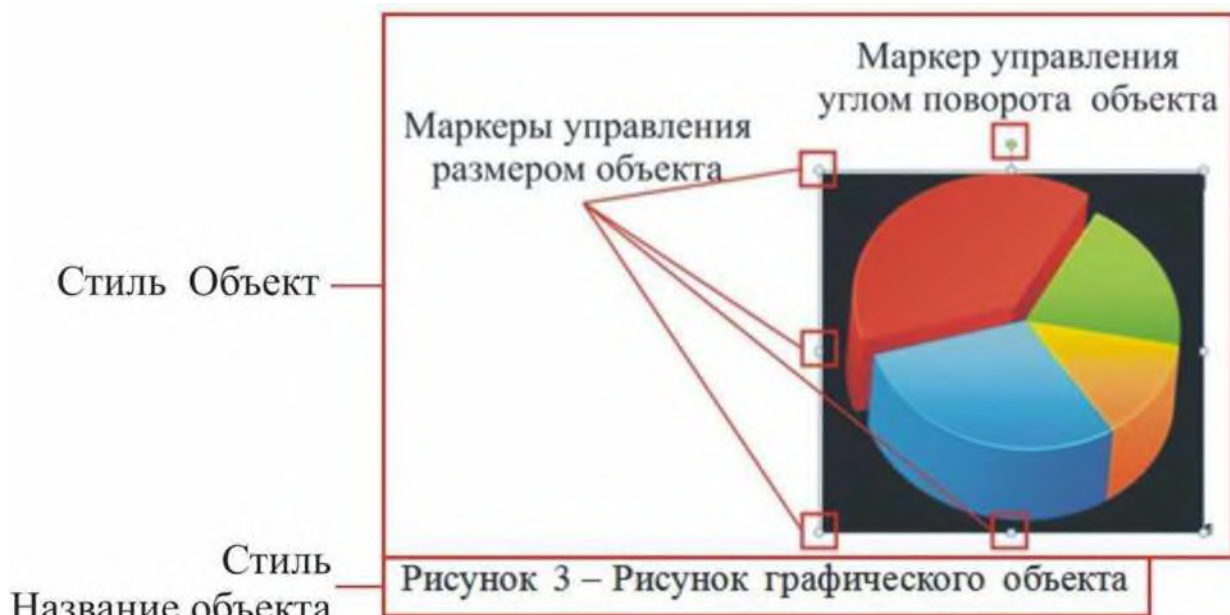 Маркер управления
углом поворота объекта
Маркеры управления
размером объекта
Стиль Объект
Стиль
Название объекта
Рисунок 3 – Рисунок графического объекта